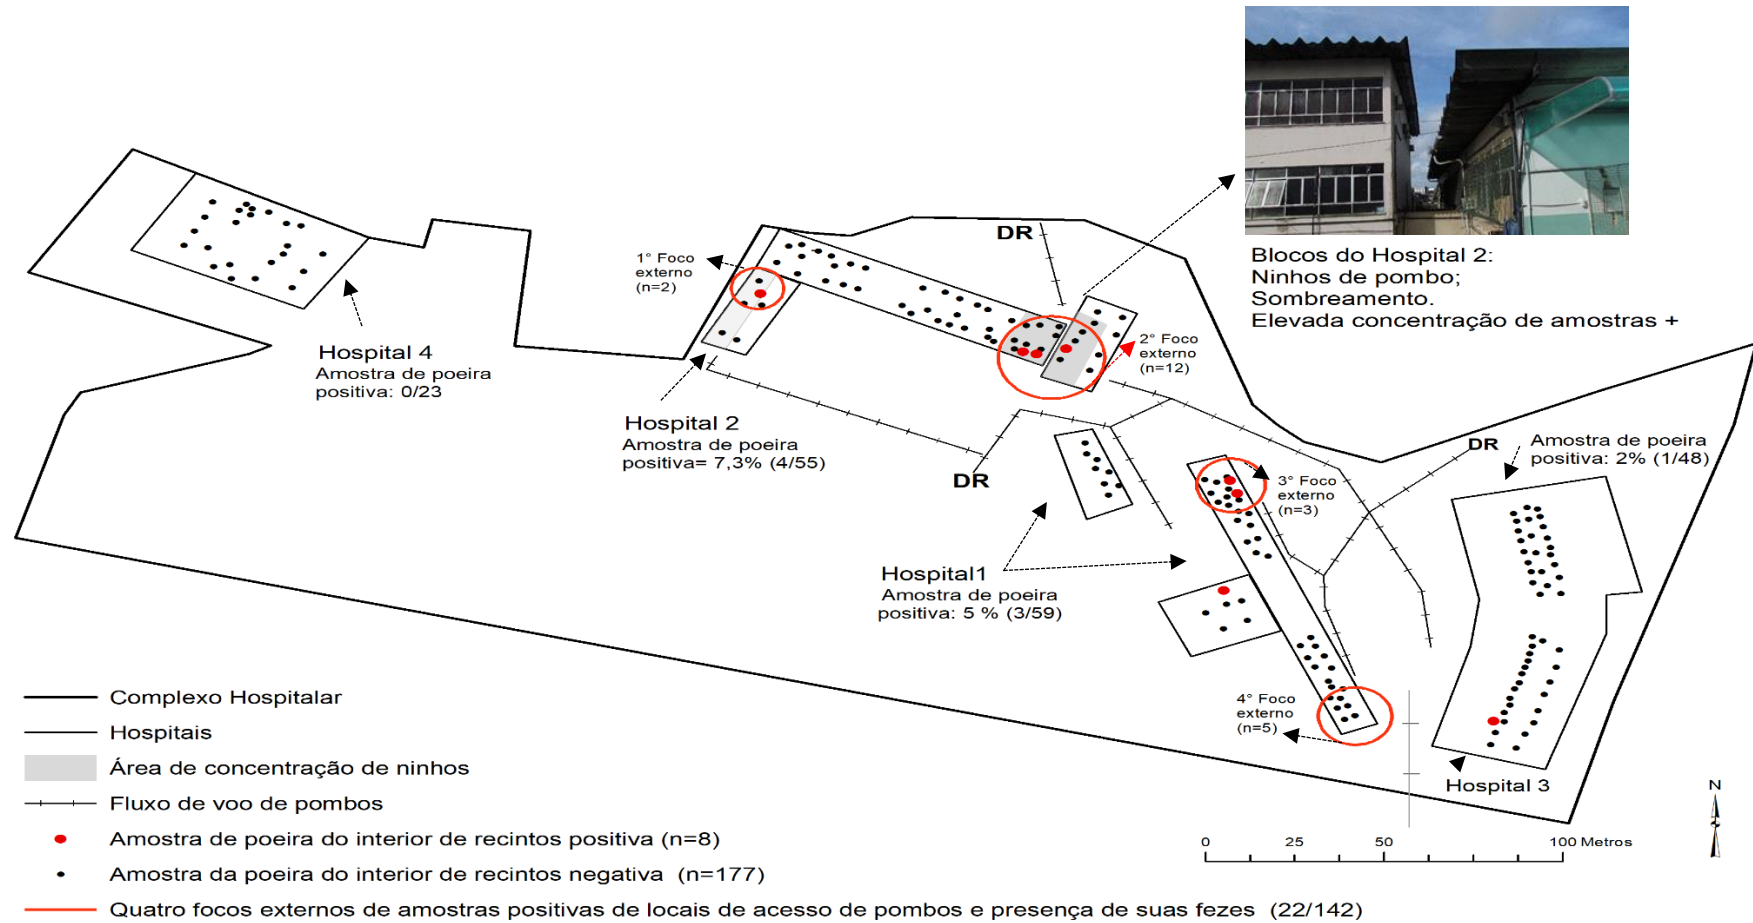 Blocos do Hospital 2:
Ninhos de pombo;
Sombreamento.
Elevada concentração de amostras +
DR
1° Foco
externo
(n=2)
2° Foco
externo
(n=12)
Hospital 4
Amostra de poeira
positiva: 0/23
Hospital 2
Amostra de poeira
positiva= 7,3% (4/55)
DR
DR
Amostra de poeira
positiva: 2% (1/48)
3° Foco
externo
(n=3)
Hospital1
Amostra de poeira
positiva: 5 % (3/59)
4° Foco
externo
(n=5)
Hospital 3
Complexo Hospitalar
Hospitais
Área de concentração de ninhos
Fluxo de voo de pombos
Amostra de poeira do interior de recintos positiva (n=8)
Amostra da poeira do interior de recintos negativa (n=177)
Quatro focos externos de amostras positivas de locais de acesso de pombos e presença de suas fezes (22/142)
N
0 25 50 100 Metros